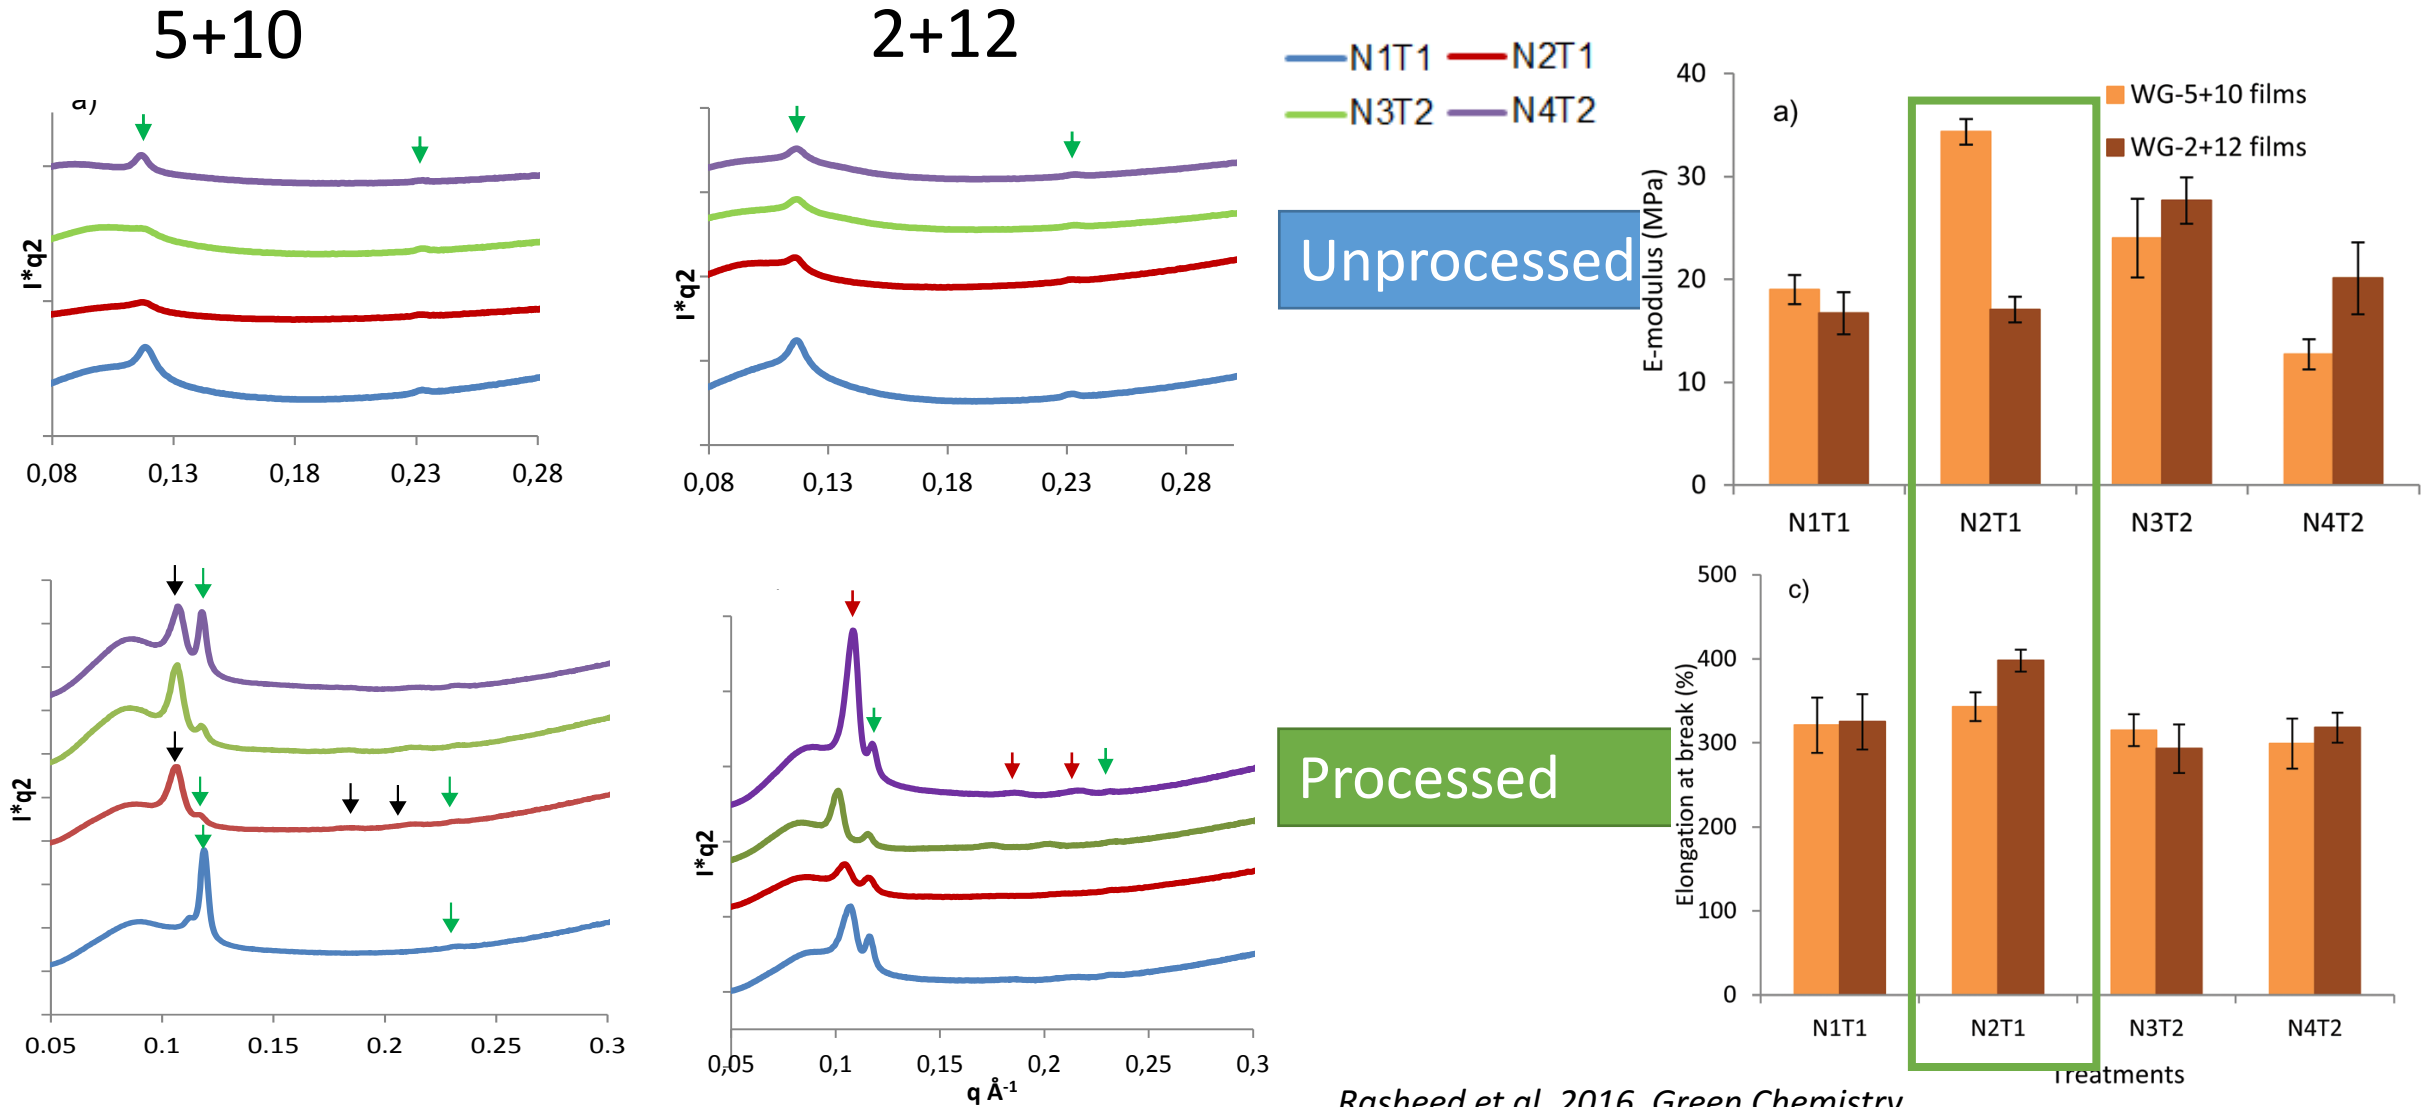 5+10
2+12
N1T1 N2T1
N3T2 N4T2
a)
I*q2
0,08 0,13 0,18 0,23 0,28
I*q2
0,08 0,13 0,18 0,23 0,28
Unprocessed
a)
WG-5+10 films
WG-2+12 films
E-modulus (MPa)
40
30
20
10
0
N1T1 N2T1 N3T2 N4T2
I*q2
0.05 0.1 0.15 0.2 0.25 0.3
I*q2
0,05 0,1 0,15 0,2 0,25 0,3
q Å-1
Processed
c)
Elongation at break (%)
500
400
300
200
100
0
N1T1 N2T1 N3T2 N4T2
Treatments
Rasheed et al. 2016, Green Chemistry